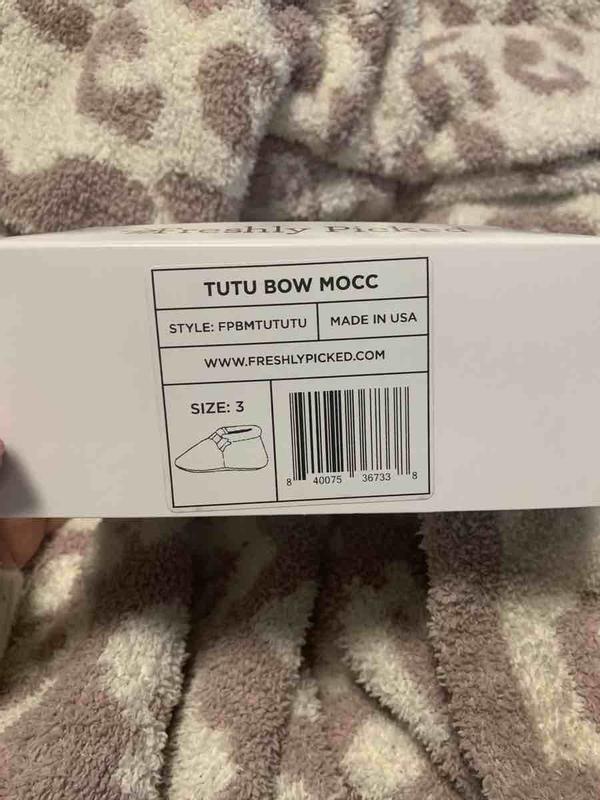 Freshly Picked
TUTU BOW MOCC
STYLE: FPBMTUTUTU MADE IN USA
WWW.FRESHLYPICKED.COM
SIZE: 3
8 40075 36733 8